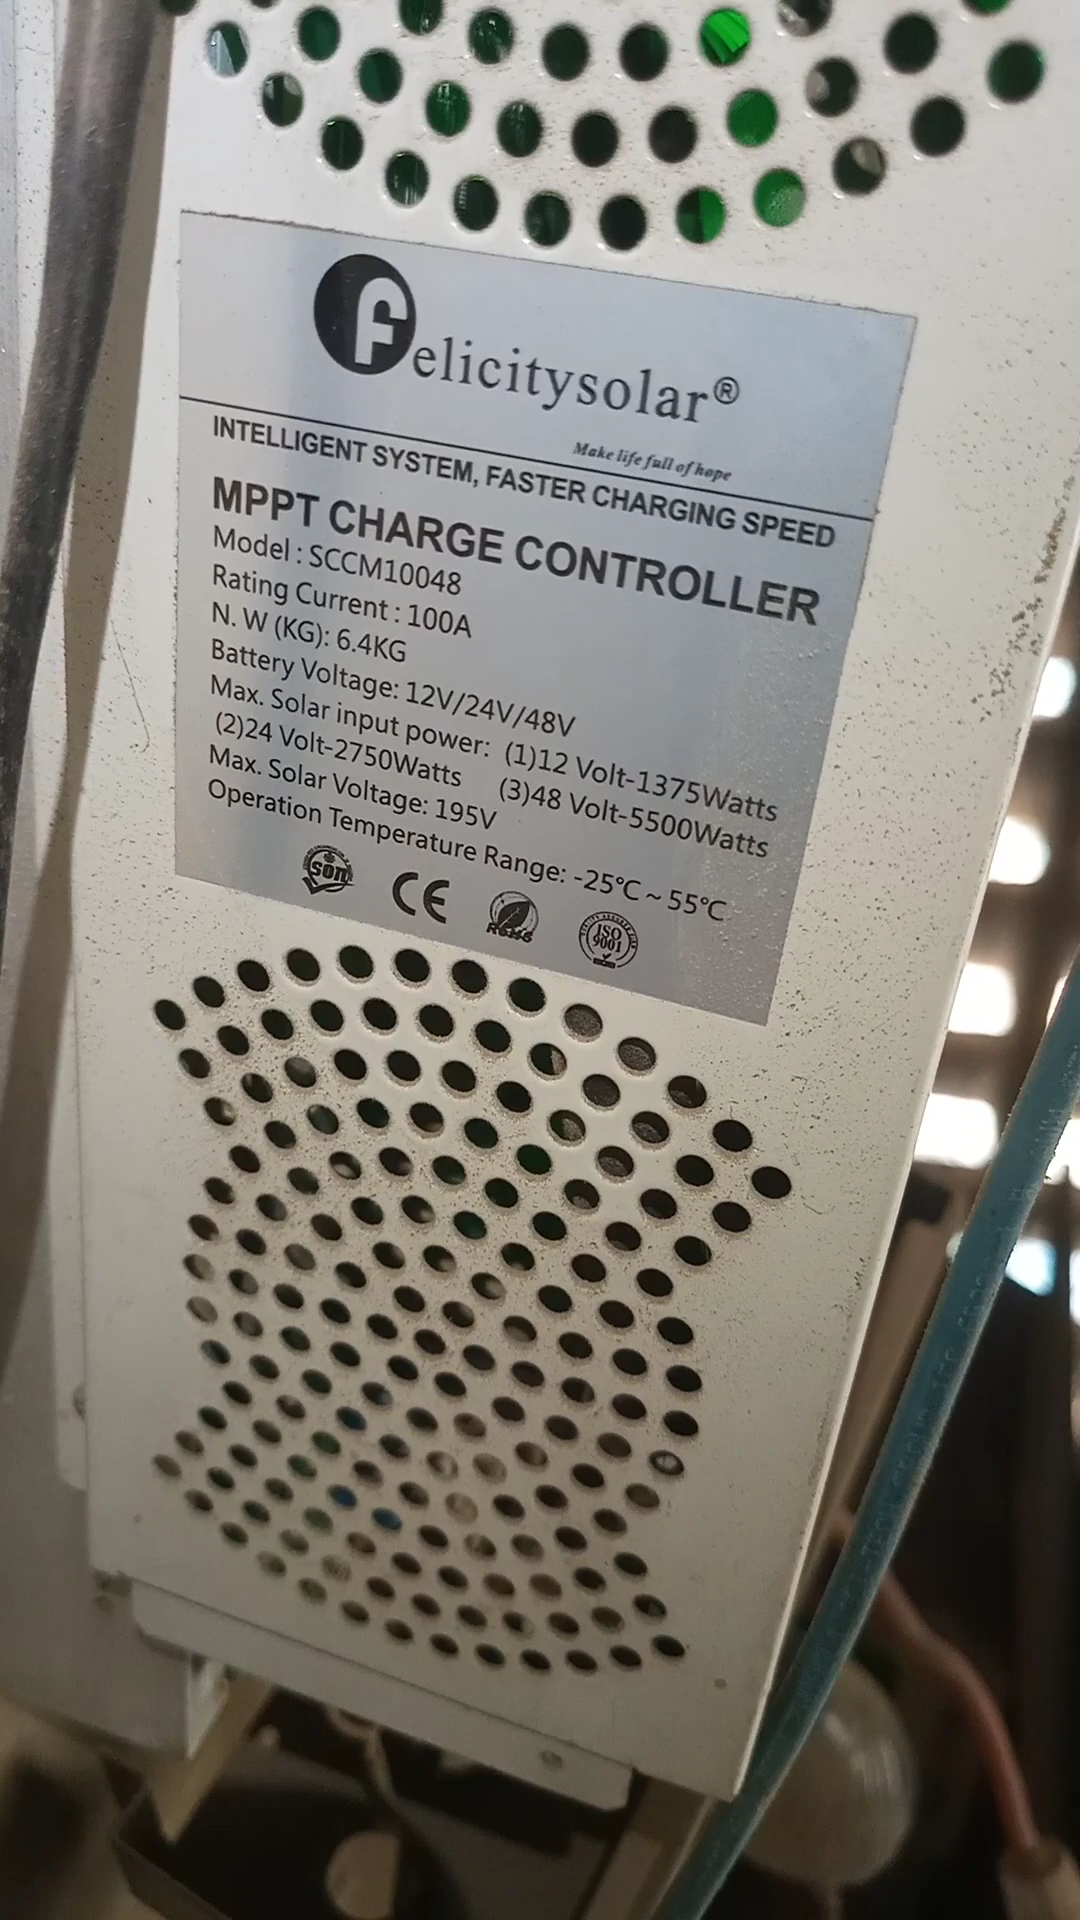 felicitysolar®
Make life full of hope
INTELLIGENT SYSTEM, FASTER CHARGING SPEED
MPPT CHARGE CONTROLLER
Model : SCCM10048
Rating Current : 100A
N. W (KG): 6.4KG
Battery Voltage: 12V/24V/48V
Max. Solar input power: (1)12 Volt-1375Watts
(2)24 Volt-2750Watts (3)48 Volt-5500Watts
Max. Solar Voltage: 195V
Operation Temperature Range: -25℃ ~ 55℃
SON CE RoHS ISO 9001